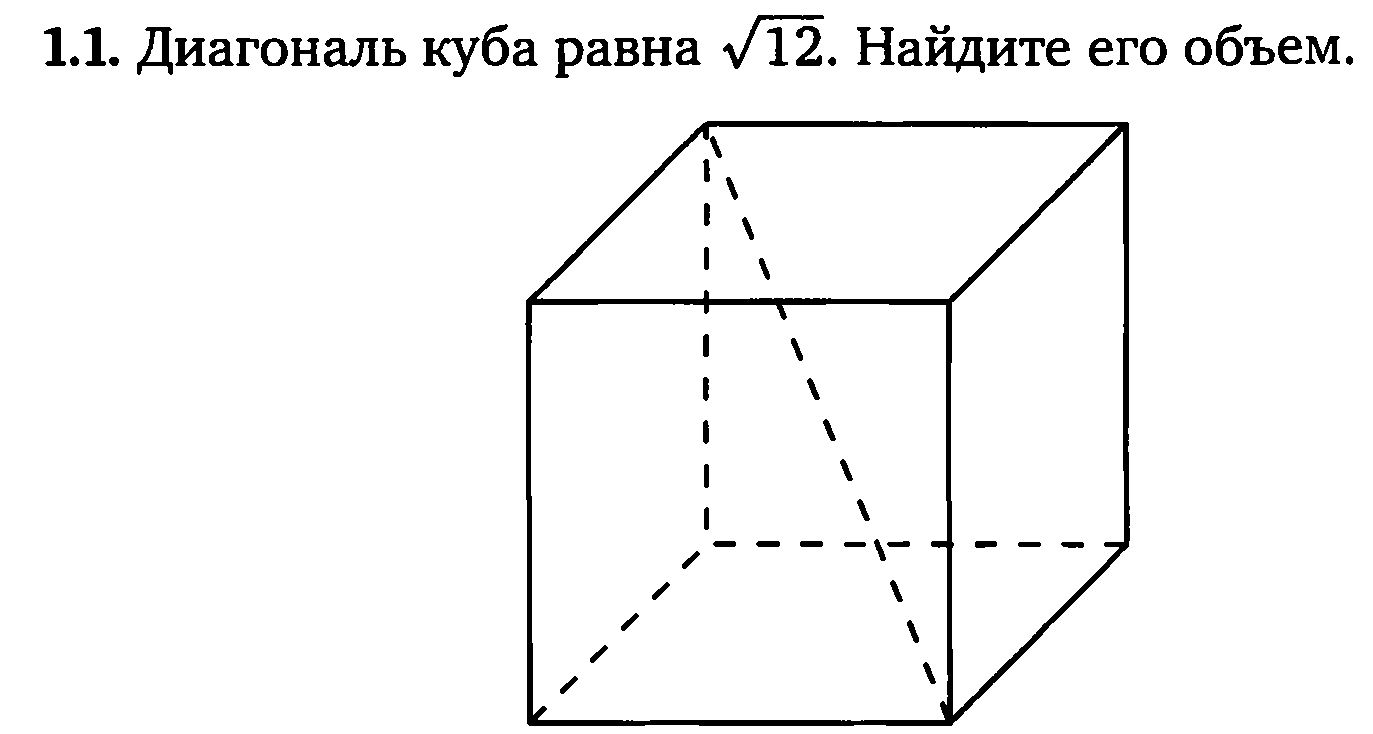 1.1. Диагональ куба равна √12. Найдите его объем.